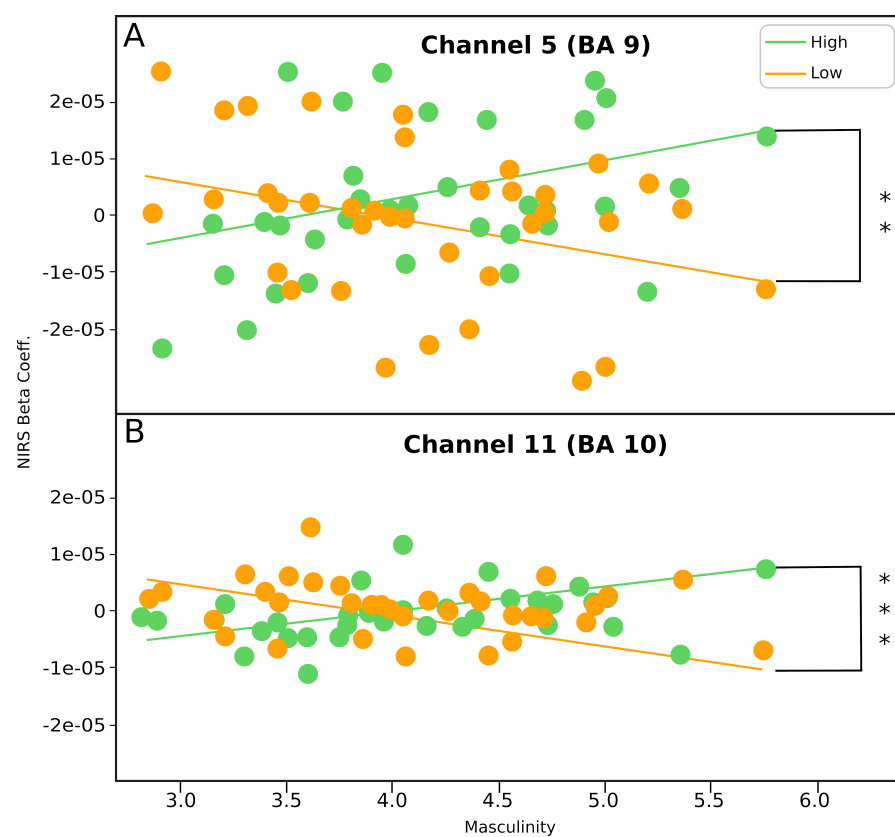 A
Channel 5 (BA 9)
High
Low
2e-05
1e-05
0
-1e-05
-2e-05
*
*
NIRS Beta Coeff.
B
Channel 11 (BA 10)
2e-05
1e-05
0
-1e-05
-2e-05
*
*
*
3.0 3.5 4.0 4.5 5.0 5.5 6.0
Masculinity